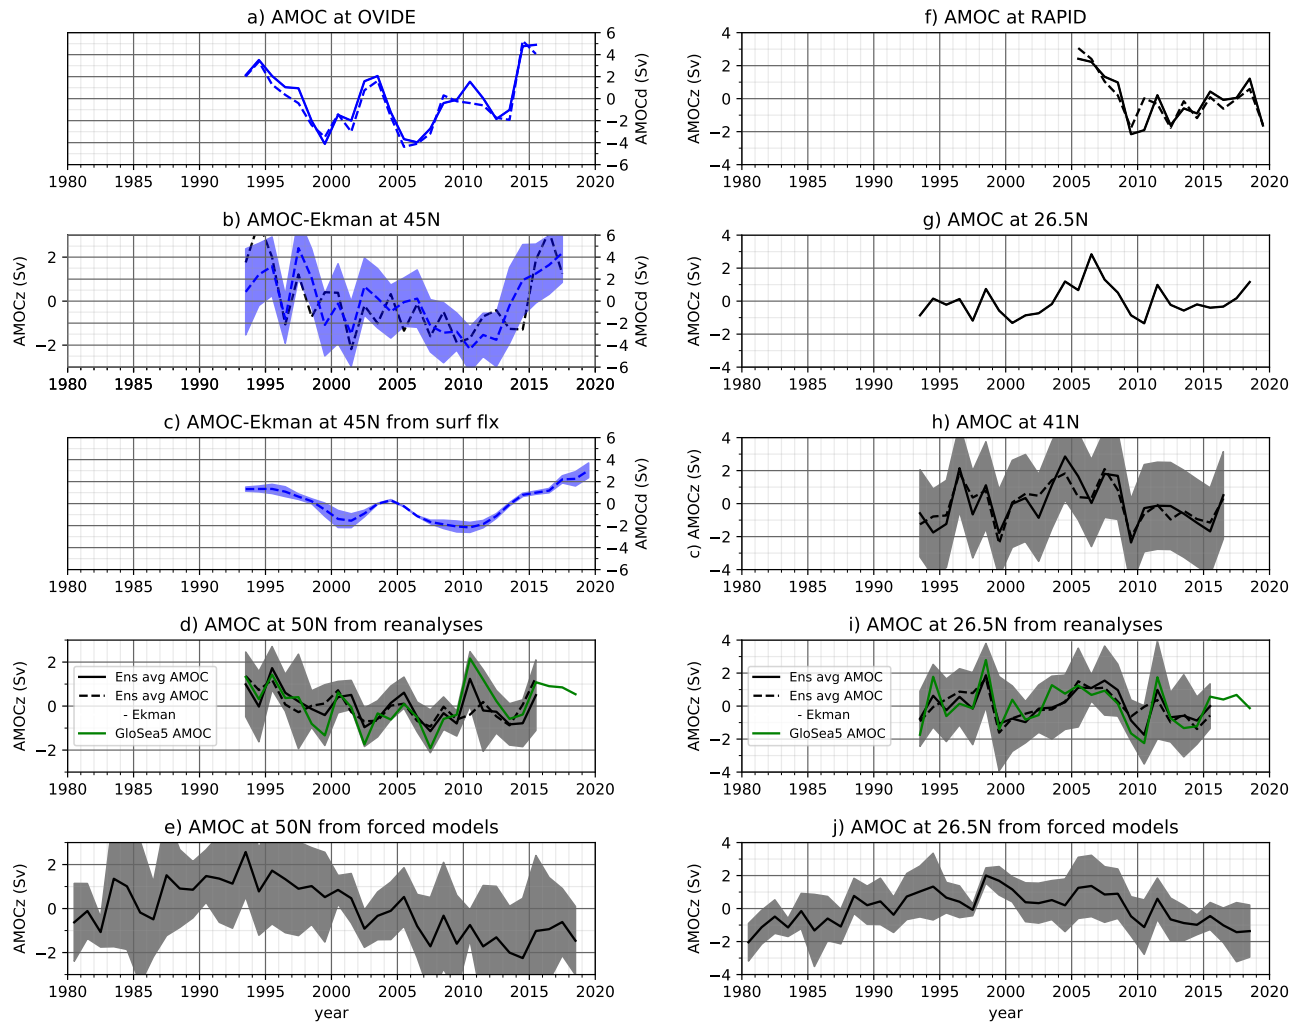 a) AMOC at OVIDE
6
4
2
0
−2
−4
−6
AMOCd (Sv)
1980 1985 1990 1995 2000 2005 2010 2015 2020
b) AMOC-Ekman at 45N
AMOCz (Sv)
2
0
−2
6
4
2
0
−2
−4
−6
AMOCd (Sv)
1980 1985 1990 1995 2000 2005 2010 2015 2020
c) AMOC-Ekman at 45N from surf flx
6
4
2
0
−2
−4
−6
AMOCd (Sv)
1980 1985 1990 1995 2000 2005 2010 2015 2020
d) AMOC at 50N from reanalyses
AMOCz (Sv)
2
0
−2
Ens avg AMOC
Ens avg AMOC
- Ekman
GloSea5 AMOC
1980 1985 1990 1995 2000 2005 2010 2015 2020
e) AMOC at 50N from forced models
AMOCz (Sv)
2
0
−2
1980 1985 1990 1995 2000 2005 2010 2015 2020
year
f) AMOC at RAPID
AMOCz (Sv)
4
2
0
−2
−4
1980 1985 1990 1995 2000 2005 2010 2015 2020
g) AMOC at 26.5N
AMOCz (Sv)
4
2
0
−2
−4
1980 1985 1990 1995 2000 2005 2010 2015 2020
h) AMOC at 41N
c) AMOCz (Sv)
4
2
0
−2
−4
1980 1985 1990 1995 2000 2005 2010 2015 2020
i) AMOC at 26.5N from reanalyses
AMOCz (Sv)
4
2
0
−2
−4
Ens avg AMOC
Ens avg AMOC
- Ekman
GloSea5 AMOC
1980 1985 1990 1995 2000 2005 2010 2015 2020
j) AMOC at 26.5N from forced models
AMOCz (Sv)
4
2
0
−2
−4
1980 1985 1990 1995 2000 2005 2010 2015 2020
year